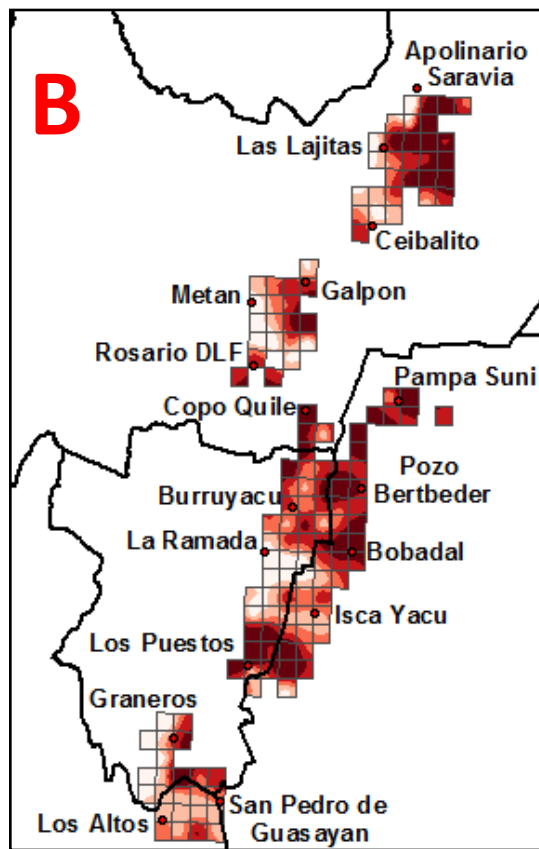 B
Apolinario
Saravia
Las Lajitas
Ceibalito
Metan
Galpon
Rosario DLF
Pampa Suni
Copo Quile
Pozo
Bertbeder
Burruyacu
La Ramada
Bobadal
Isca Yacu
Los Puestos
Graneros
San Pedro de
Guasayan
Los Altos